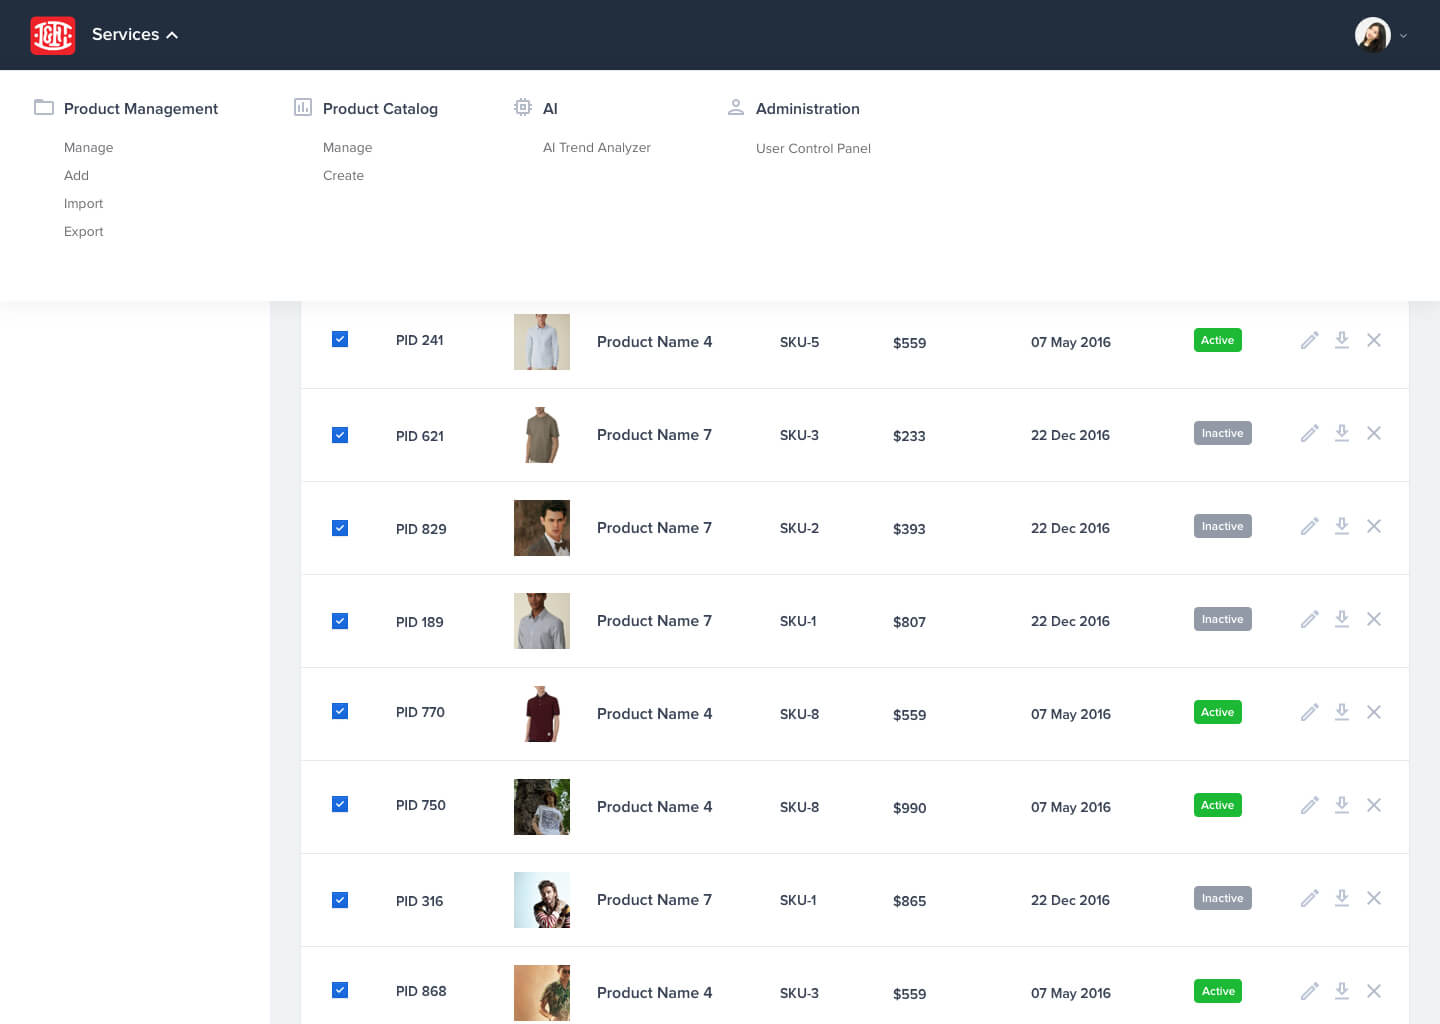 Services
Product Management
Product Catalog
AI
Administration
Manage
Manage
AI Trend Analyzer
User Control Panel
Add
Create
Import
Export
PID 241 Product Name 4 SKU-5 $559 07 May 2016 Active
PID 621 Product Name 7 SKU-3 $233 22 Dec 2016 Inactive
PID 829 Product Name 7 SKU-2 $393 22 Dec 2016 Inactive
PID 189 Product Name 7 SKU-1 $807 22 Dec 2016 Inactive
PID 770 Product Name 4 SKU-8 $559 07 May 2016 Active
PID 750 Product Name 4 SKU-8 $990 07 May 2016 Active
PID 316 Product Name 7 SKU-1 $865 22 Dec 2016 Inactive
PID 868 Product Name 4 SKU-3 $559 07 May 2016 Active